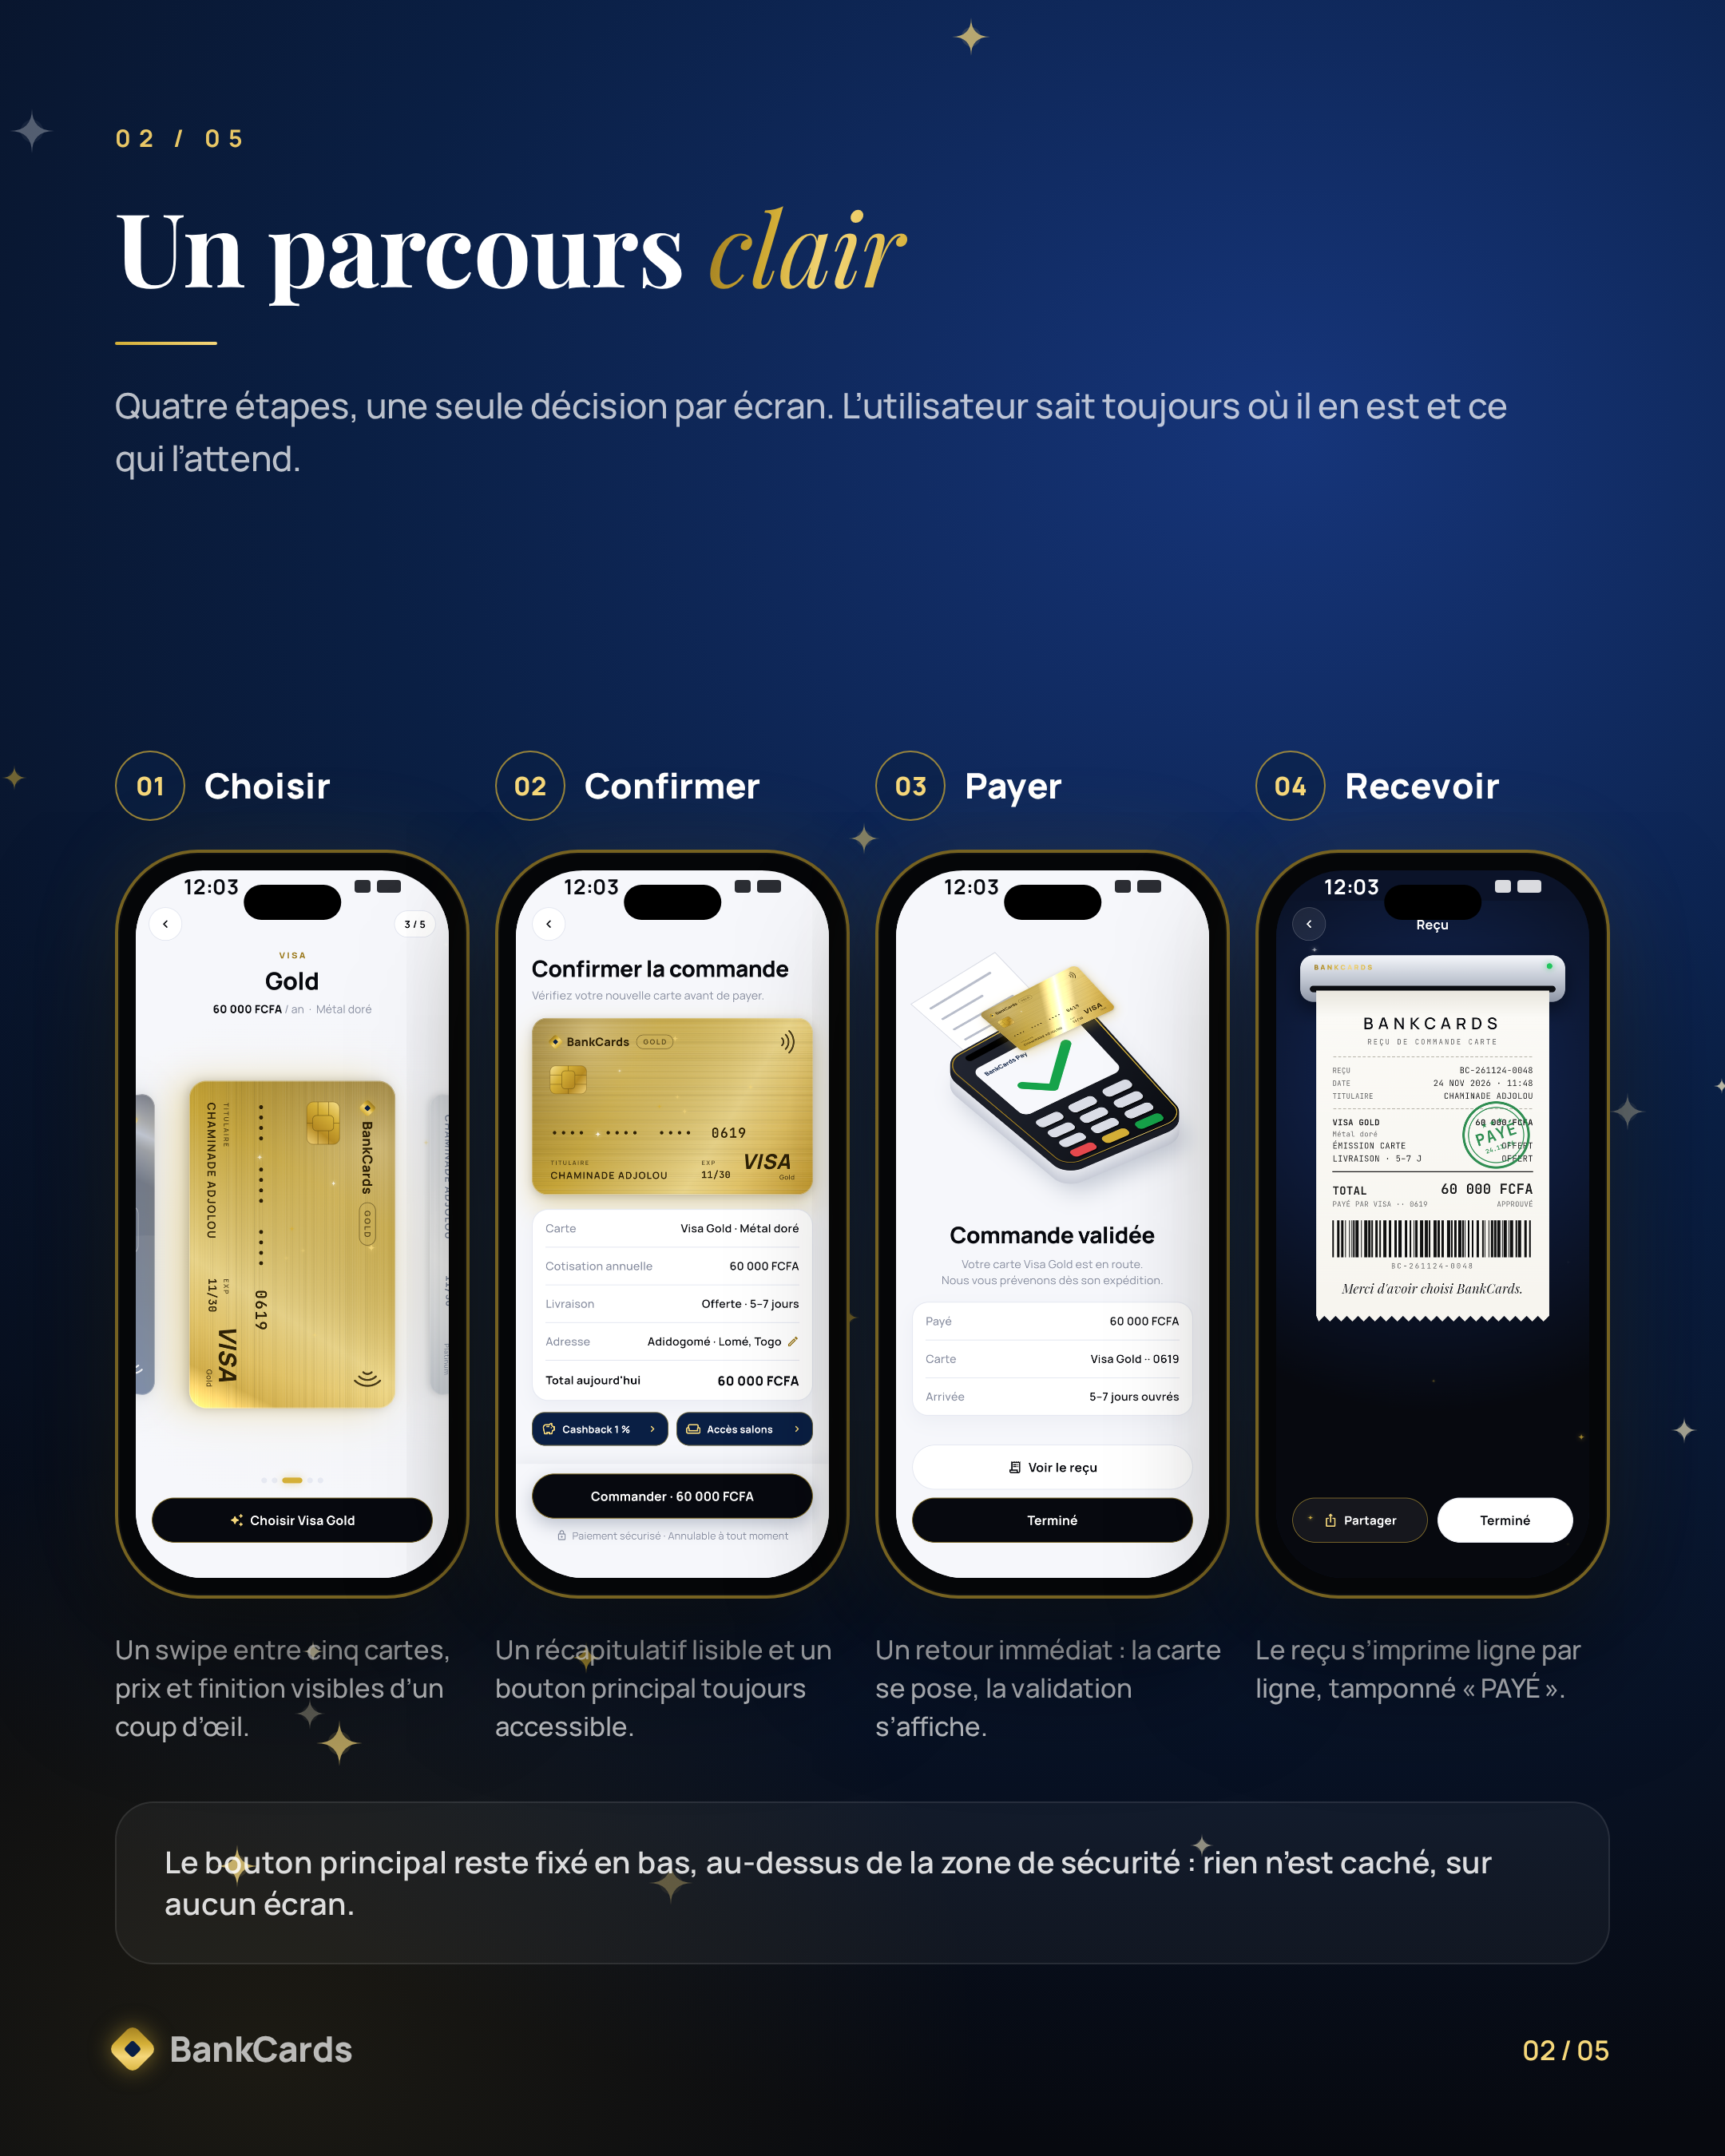 02 / 05
Un parcours clair
Quatre étapes, une seule décision par écran. L’utilisateur sait toujours où il en est et ce
qui l’attend.
01 Choisir
12:03
3 / 5
VISA
Gold
60 000 FCFA / an · Métal doré
BankCards GOLD
•••• •••• •••• 0619
TITULAIRE
CHAMINADE ADJOLOU
EXP
11/30
VISA
Gold
Choisir Visa Gold
Un swipe entre cinq cartes,
prix et finition visibles d’un
coup d’œil.
02 Confirmer
12:03
Confirmer la commande
Vérifiez votre nouvelle carte avant de payer.
BankCards GOLD
•••• •••• •••• 0619
TITULAIRE
CHAMINADE ADJOLOU
EXP
11/30
VISA
Gold
Carte Visa Gold · Métal doré
Cotisation annuelle 60 000 FCFA
Livraison Offerte · 5–7 jours
Adresse Adidogomé · Lomé, Togo
Total aujourd'hui 60 000 FCFA
Cashback 1 %
Accès salons
Commander · 60 000 FCFA
Paiement sécurisé · Annulable à tout moment
Un récapitulatif lisible et un
bouton principal toujours
accessible.
03 Payer
12:03
BankCards Pay
VISA
Commande validée
Votre carte Visa Gold est en route.
Nous vous prévenons dès son expédition.
Payé 60 000 FCFA
Carte Visa Gold ·· 0619
Arrivée 5–7 jours ouvrés
Voir le reçu
Terminé
Un retour immédiat : la carte
se pose, la validation
s’affiche.
04 Recevoir
12:03
Reçu
BANKCARDS
BANKCARDS
REÇU DE COMMANDE CARTE
REÇU BC-261124-0048
DATE 24 NOV 2026 · 11:48
TITULAIRE CHAMINADE ADJOLOU
VISA GOLD 60 000 FCFA
Métal doré
ÉMISSION CARTE OFFERT
LIVRAISON · 5–7 J OFFERT
PAYÉ
TOTAL 60 000 FCFA
PAYÉ PAR VISA ·· 0619 APPROUVÉ
BC-261124-0048
Merci d'avoir choisi BankCards.
Partager
Terminé
Le reçu s’imprime ligne par
ligne, tamponné « PAYÉ ».
Le bouton principal reste fixé en bas, au-dessus de la zone de sécurité : rien n’est caché, sur
aucun écran.
BankCards
02 / 05